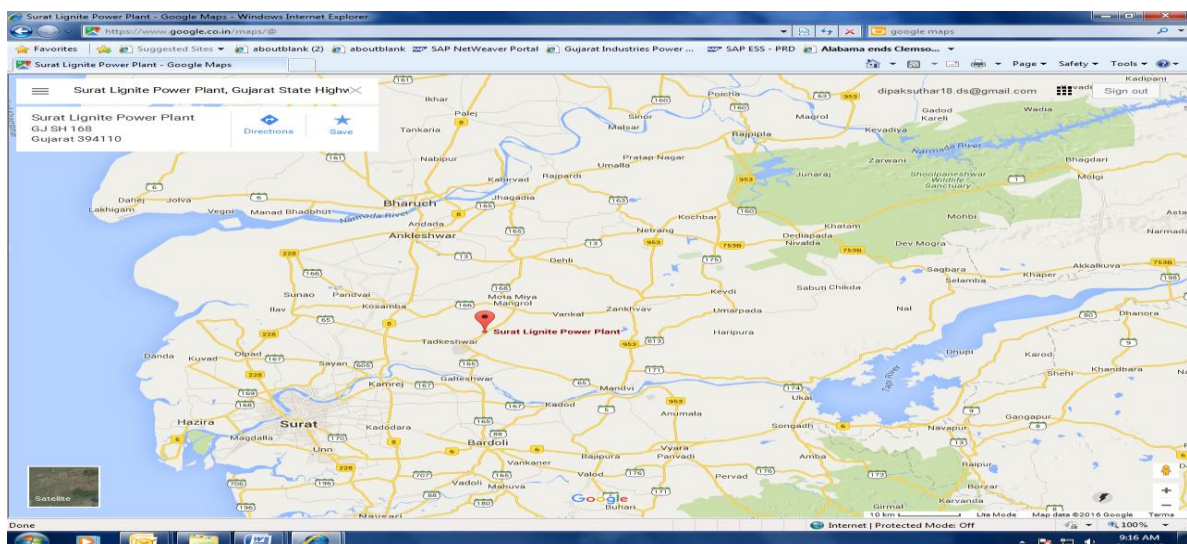 Surat Lignite Power Plant - Google Maps - Windows Internet Explorer
https://www.google.co.in/maps/@
google maps
Favorites
Suggested Sites
aboutblank (2)
aboutblank
SAP NetWeaver Portal
Gujarat Industries Power ...
SAP ESS - PRD
Alabama ends Clemso...
Surat Lignite Power Plant - Google Maps
Page
Safety
Tools
Surat Lignite Power Plant, Gujarat State Highw
dipaksuthar18.ds@gmail.com
Sign out
Surat Lignite Power Plant
GJ SH 168
Gujarat 394110
Directions
Save
Kadipani
Ikhar
Palej
Sinor
Poicha
Magrol
Gadod
Kareli
Wadia
Tankaria
Malsar
Rajpipla
Kevadiya
Narmada River
Nabipur
Pratap Nagar
Umalla
Zarwani
Bhagdari
Kabirvad
Rajpardi
Junaraj
Shoolpaneshwar
Wildlife
Sanctuary
Molgi
Dahej
Jolva
Jhagadia
Lakhigam
Vegni
Manad Bhadbhut
Narmada River
Bharuch
Kochbar
Mohbi
Andada
Ankleshwar
Netrang
Khatam
Dediapada
Nivalda
Dev Mogra
Dehli
Sagbara
Akkalkuva
Khaper
Selamba
Sunao
Pandvai
Mota Miya
Mangrol
Kevdi
Sabuti Chikda
Ilav
Kosamba
Vankal
Zankhvav
Umarpada
Nal
Dhanora
Surat Lignite Power Plant
Haripura
Tadkeshwar
Danda
Kuvad
Olpad
Sayan
Dhupi
Karod
Shehi
Khandbara
Kamrej
Galteshwar
Mandvi
Tapi River
Ukai
Kadod
Anumala
Hazira
Surat
Kadodara
Songadh
Navapur
Gangapur
Magdalla
Unn
Bardoli
Vyara
Panvadi
Bajipura
Amba
Vankaner
Raipur
Vadoli
Mahuva
Valod
Pervad
Borzar
Satellite
Google
Buhari
Girmal
Karvanda
Navsari
10 km
Lite Mode
Map data ©2016 Google
Terms
Done
Internet | Protected Mode: Off
100%
9:16 AM